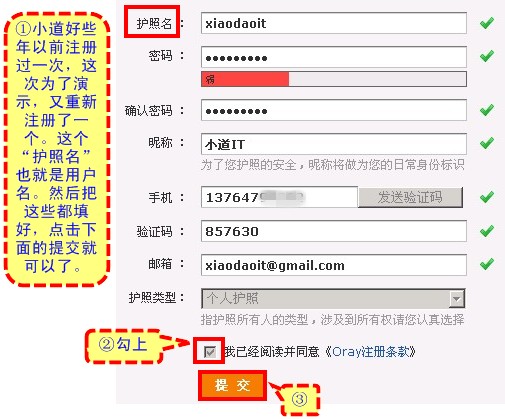 ①小道好些
年以前注册
过一次，这
次为了演
示，又重新
注册了一
个。这个
“护照名”
也就是用户
名。然后把
这些都填
好，点击下
面的提交就
可以了。
护照名： xiaodaoit
密码： ●●●●●●●●●
弱
确认密码： ●●●●●●●●●
昵称： 小道IT
为了您护照的安全，昵称将做为您的日常身份标识
手机： 137647 发送验证码
验证码： 857630
邮箱： xiaodaoit@gmail.com
护照类型： 个人护照
指护照所有人的类型，涉及到所有权请您认真选择
②勾上
我已经阅读并同意《Oray注册条款》
提 交
③